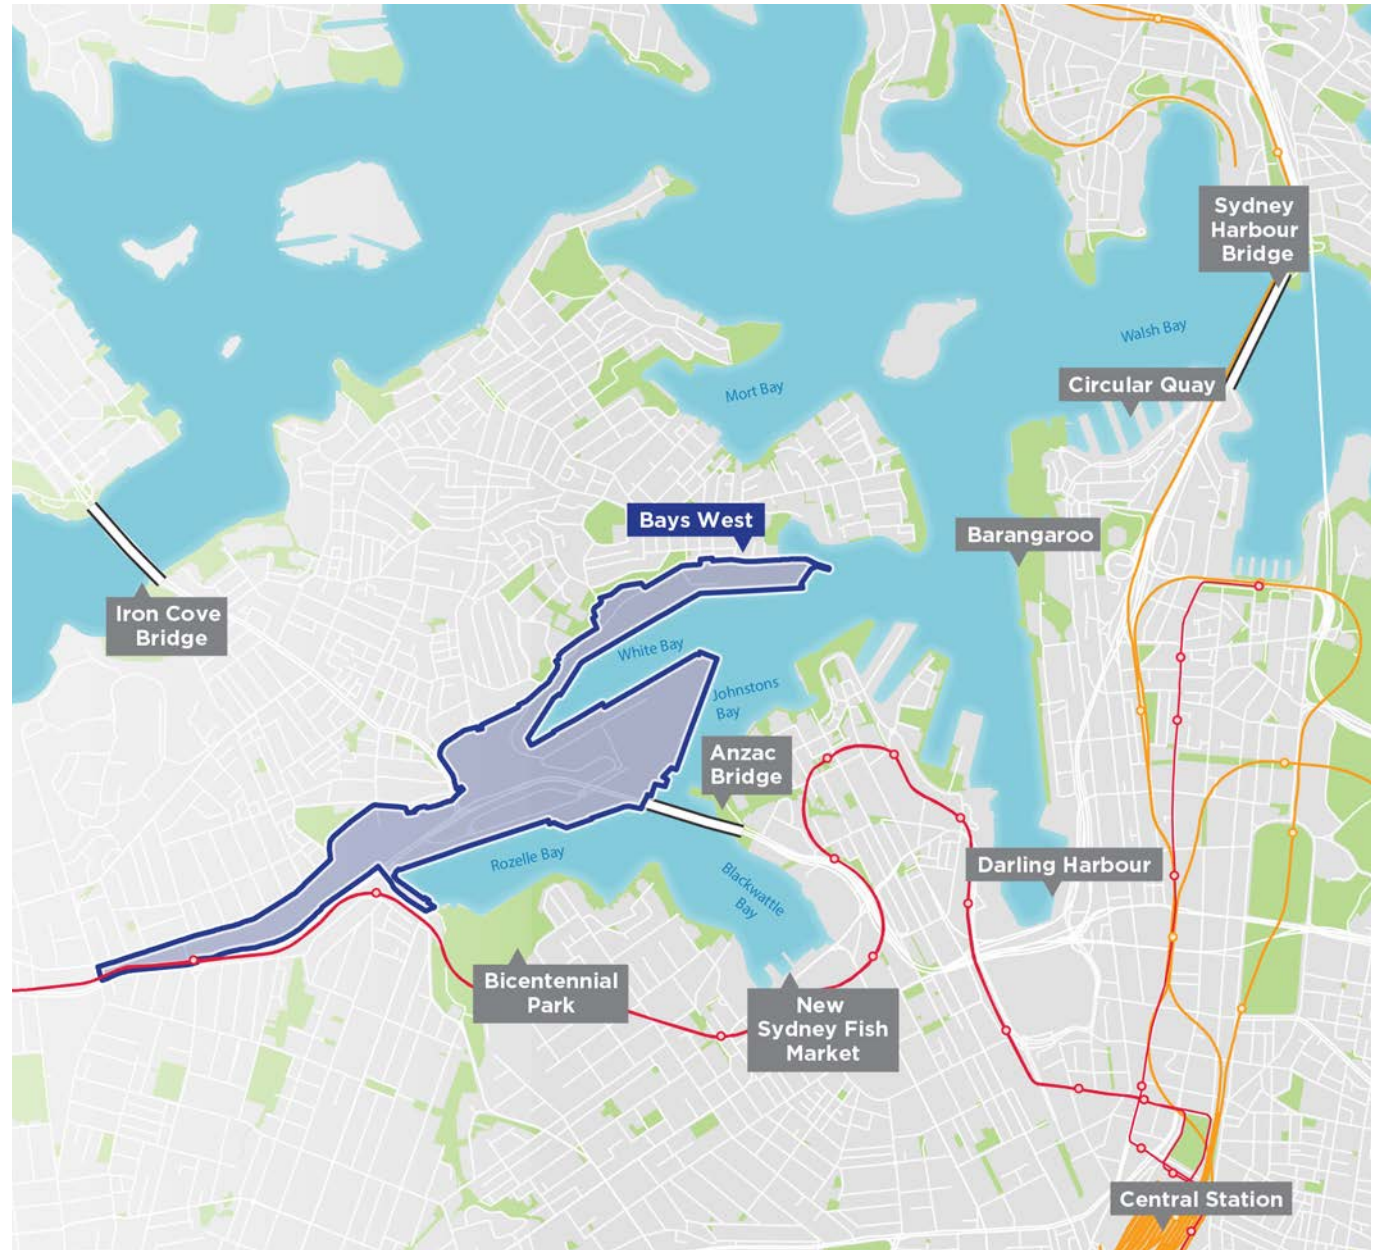 Sydney
Harbour
Bridge
Walsh Bay
Circular Quay
Mort Bay
Bays West
Barangaroo
Iron Cove
Bridge
White Bay
Johnstons
Bay
Anzac
Bridge
Rozelle Bay
Blackwattle
Bay
Darling Harbour
Bicentennial
Park
New
Sydney Fish
Market
Central Station